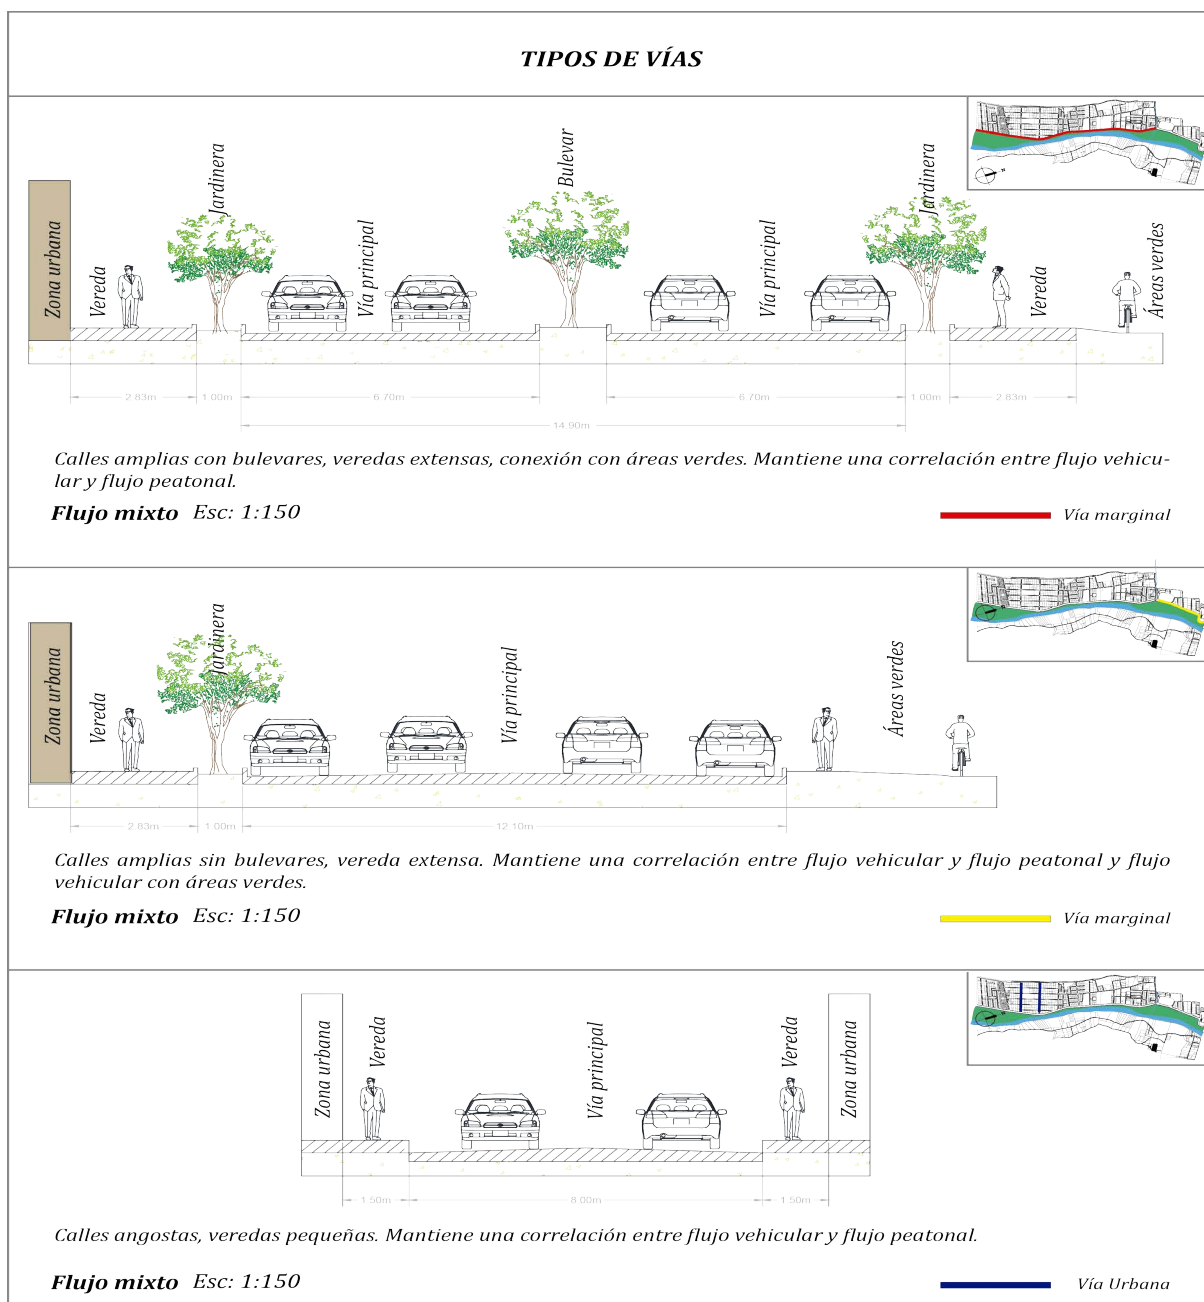 TIPOS DE VÍAS
Zona urbana
Vereda
Jardinera
Vía principal
Bulevar
Vía principal
Jardinera
Vereda
Áreas verdes
2.83m
1.00m
6.70m
6.70m
1.00m
2.83m
14.90m
Calles amplias con bulevares, veredas extensas, conexión con áreas verdes. Mantiene una correlación entre flujo vehicu-
lar y flujo peatonal.
Flujo mixto Esc: 1:150
Vía marginal
Zona urbana
Vereda
Jardinera
Vía principal
Áreas verdes
2.83m
1.00m
12.10m
Calles amplias sin bulevares, vereda extensa. Mantiene una correlación entre flujo vehicular y flujo peatonal y flujo
vehicular con áreas verdes.
Flujo mixto Esc: 1:150
Vía marginal
Zona urbana
Vereda
Vía principal
Vereda
Zona urbana
1.50m
8.00m
1.50m
Calles angostas, veredas pequeñas. Mantiene una correlación entre flujo vehicular y flujo peatonal.
Flujo mixto Esc: 1:150
Vía Urbana